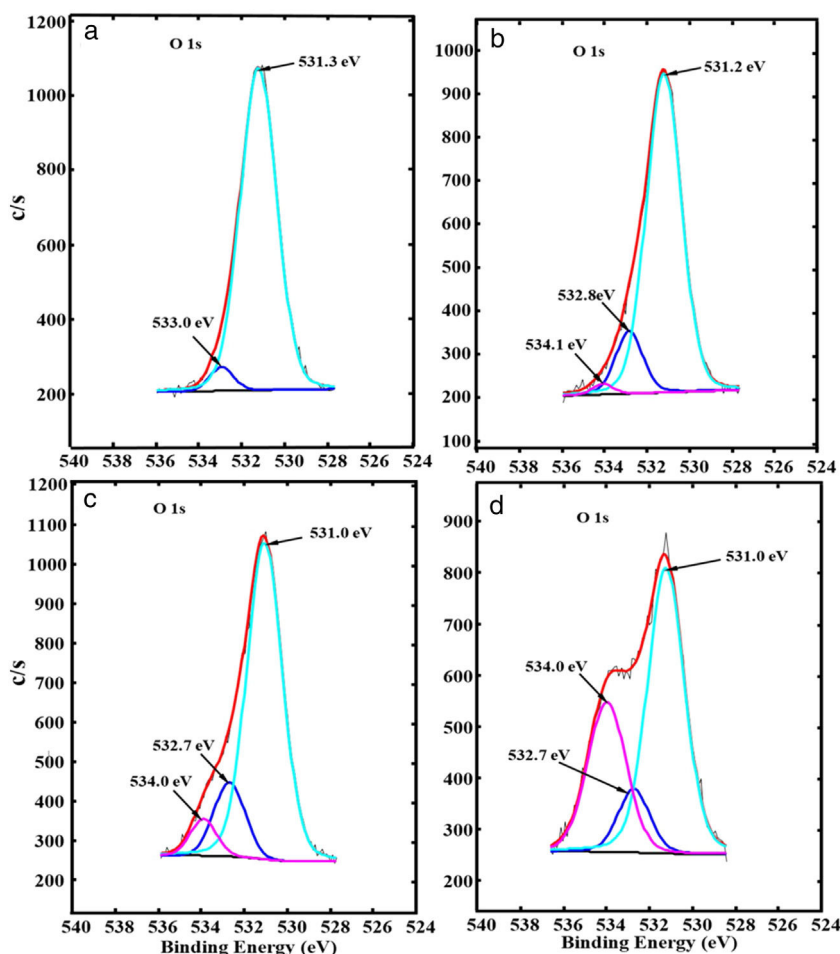 a
O 1s
531.3 eV
533.0 eV
c/s
1200
1000
800
600
400
200
540 538 536 534 532 530 528 526 524
b
O 1s
531.2 eV
532.8eV
534.1 eV
1000
900
800
700
600
500
400
300
200
100
540 538 536 534 532 530 528 526 524
c
O 1s
531.0 eV
532.7 eV
534.0 eV
c/s
1200
1100
1000
900
800
700
600
500
400
300
200
540 538 536 534 532 530 528 526 524
Binding Energy (eV)
d
O 1s
531.0 eV
534.0 eV
532.7 eV
900
800
700
600
500
400
300
200
540 538 536 534 532 530 528 526 524
Binding Energy (eV)